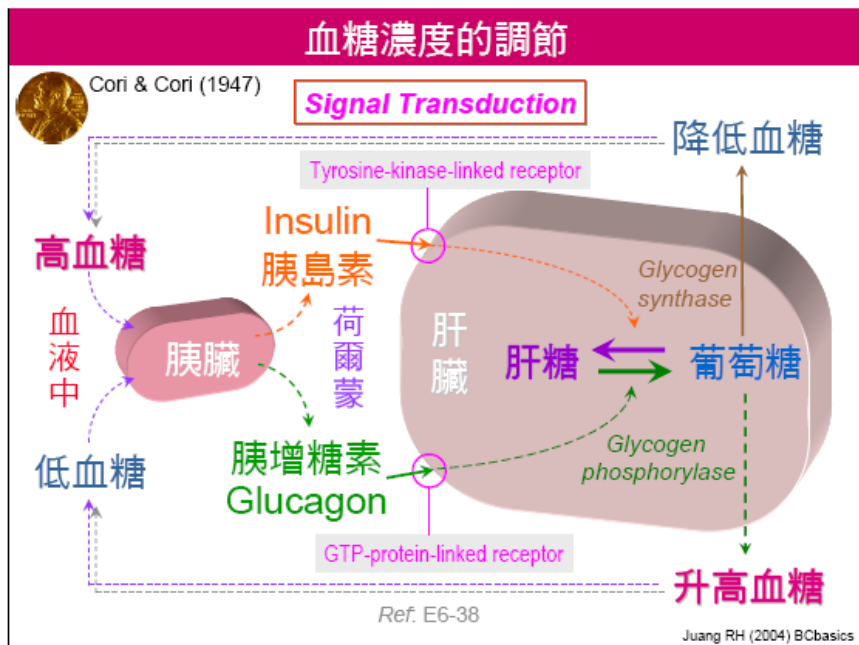 血糖濃度的調節
Cori & Cori (1947)
Signal Transduction
降低血糖
Tyrosine-kinase-linked receptor
高血糖
Insulin
胰島素
Glycogen
synthase
血液中
胰臟
荷爾蒙
肝臟
肝糖
葡萄糖
低血糖
胰增糖素
Glucagon
Glycogen
phosphorylase
GTP-protein-linked receptor
升高血糖
Ref: E6-38
Juang RH (2004) BCbasics